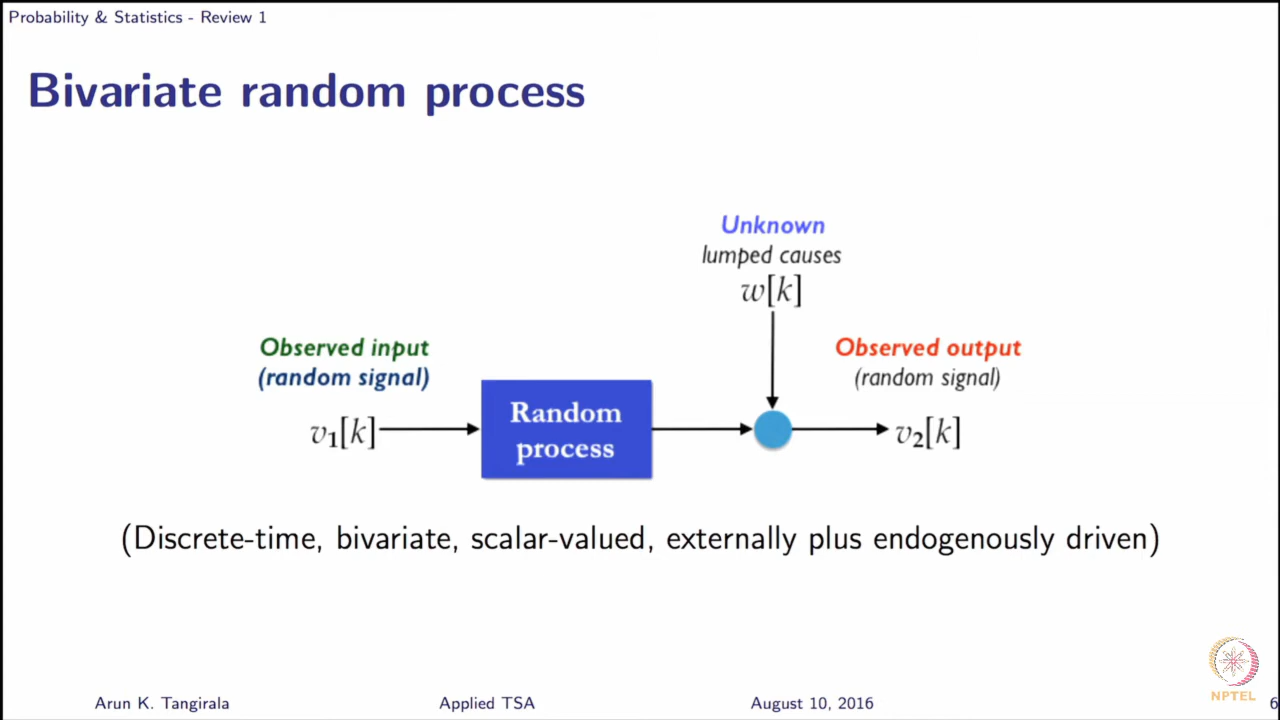 Probability & Statistics - Review 1
Bivariate random process
Unknown
lumped causes
w[k]
Observed input
(random signal)
v₁[k]
Random
process
Observed output
(random signal)
v₂[k]
(Discrete-time, bivariate, scalar-valued, externally plus endogenously driven)
NPTEL
Arun K. Tangirala
Applied TSA
August 10, 2016
6